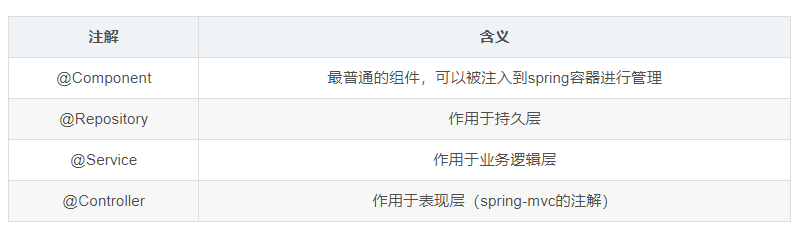 注解 含义
@Component 最普通的组件，可以被注入到spring容器进行管理
@Repository 作用于持久层
@Service 作用于业务逻辑层
@Controller 作用于表现层（spring-mvc的注解）